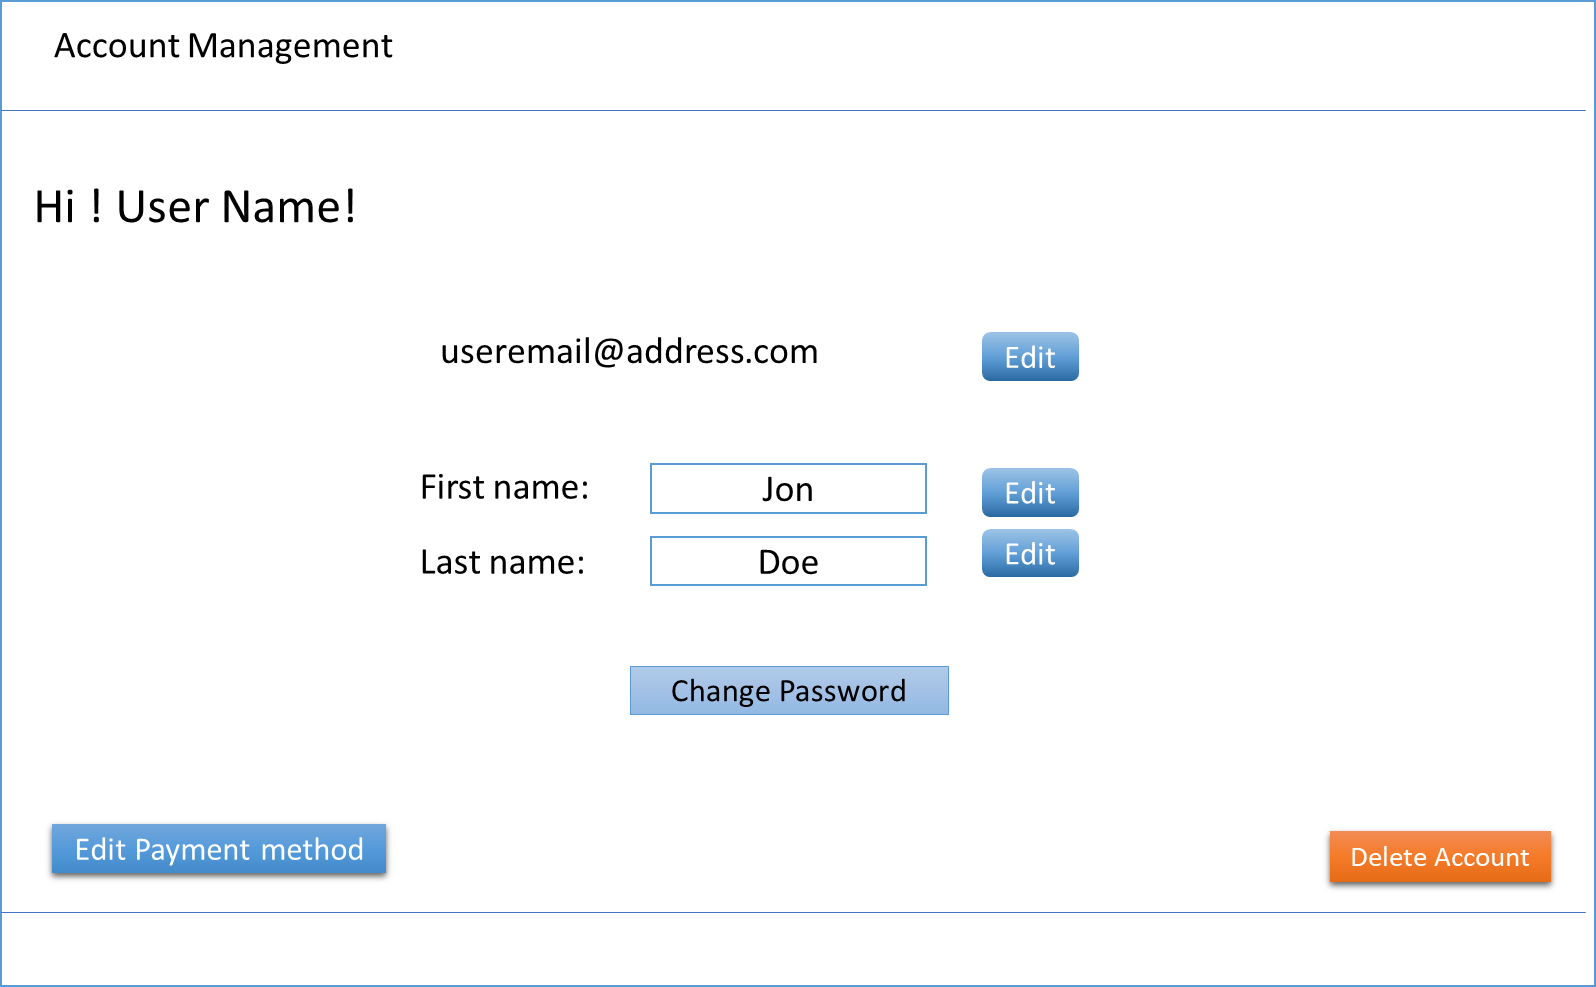 Account Management
Hi ! User Name!
useremail@address.com
Edit
First name:
Jon
Edit
Last name:
Doe
Edit
Change Password
Edit Payment method
Delete Account